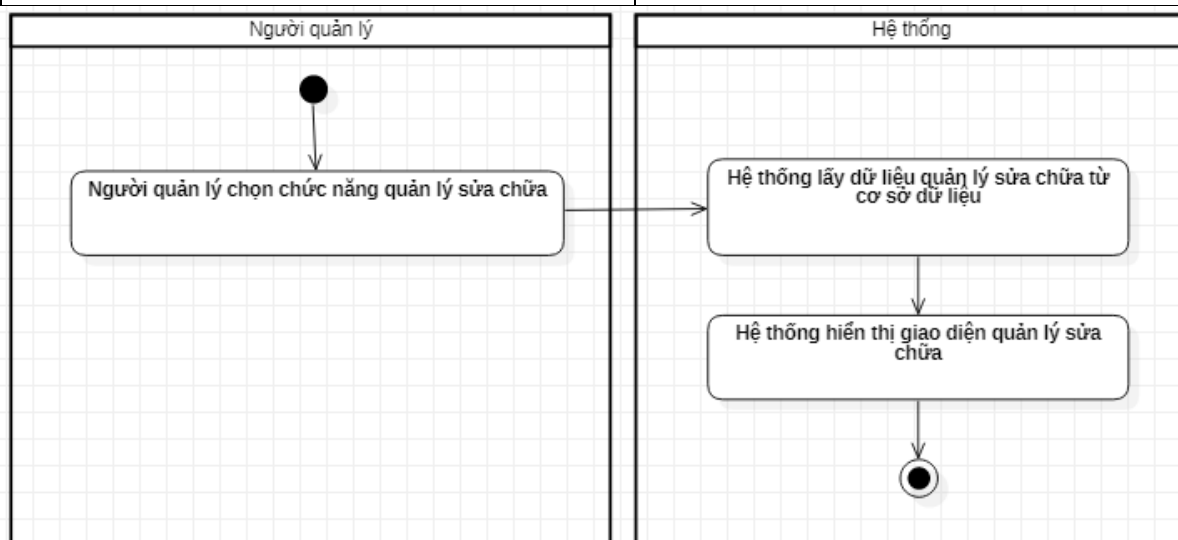 Người quản lý
Hệ thống
Người quản lý chọn chức năng quản lý sửa chữa
Hệ thống lấy dữ liệu quản lý sửa chữa từ
cơ sở dữ liệu
Hệ thống hiển thị giao diện quản lý sửa
chữa